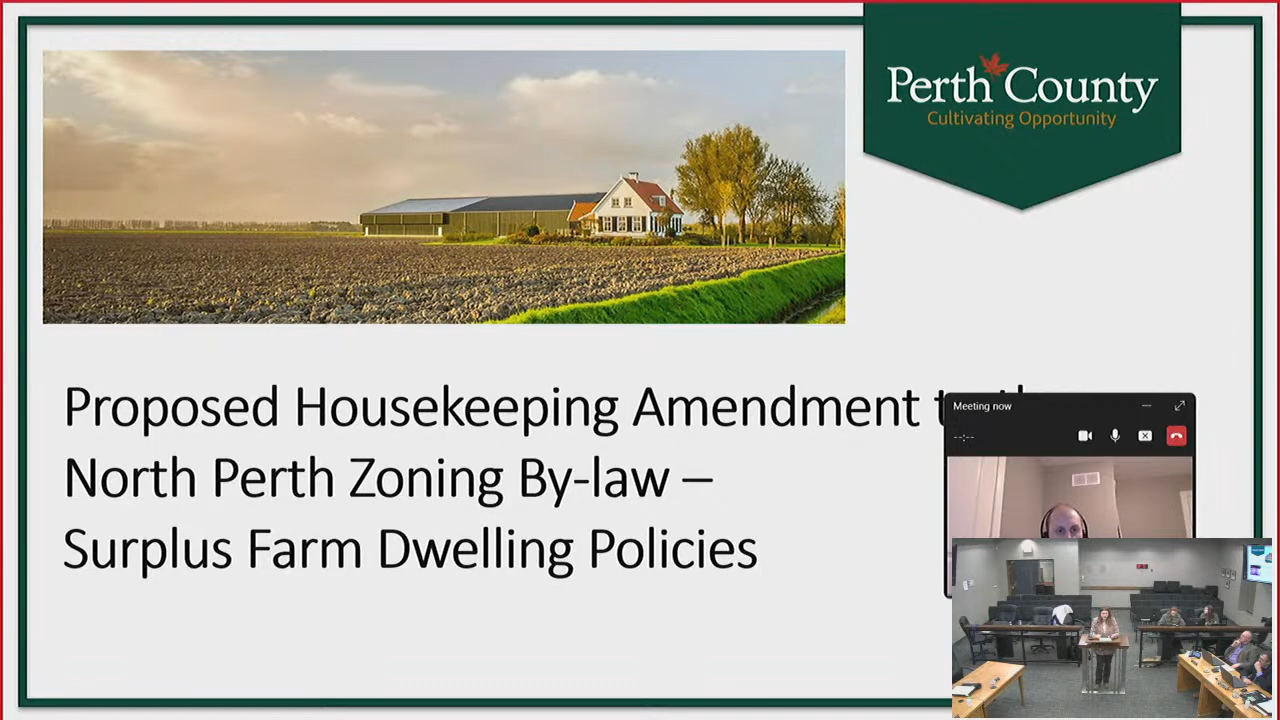 Perth County
Cultivating Opportunity
Proposed Housekeeping Amendment
North Perth Zoning By-law –
Surplus Farm Dwelling Policies
Meeting now
--:--